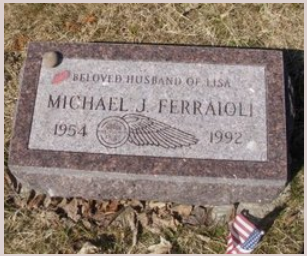 BELOVED HUSBAND OF LISA
MICHAEL J. FERRAIOLI
1954 1992